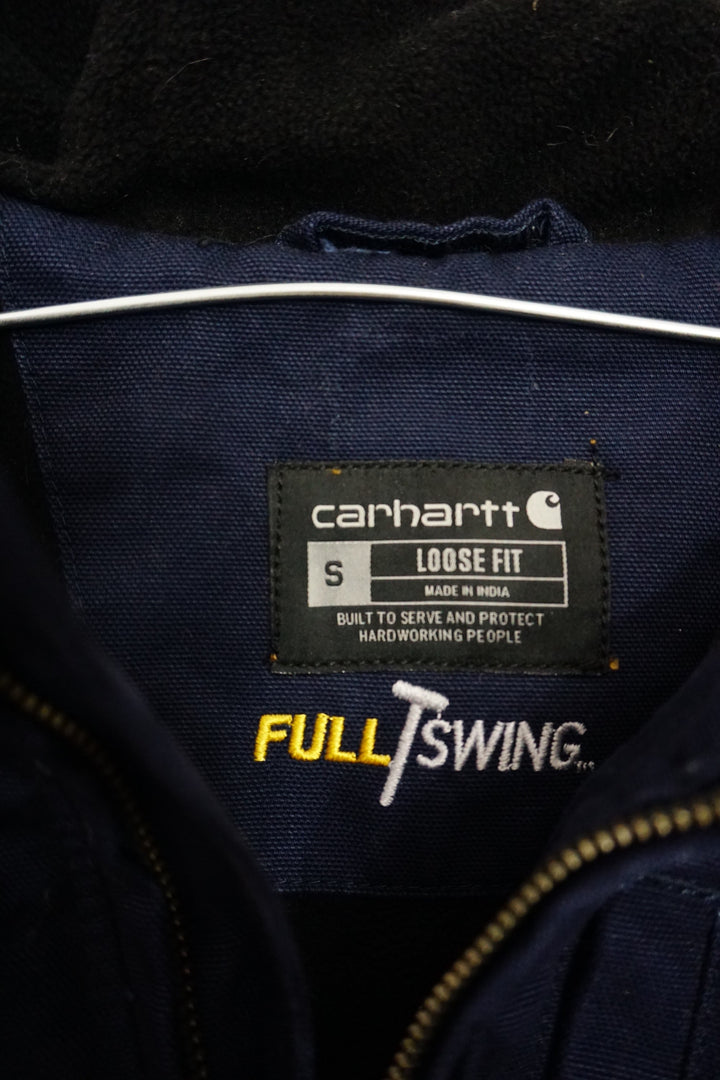 carhartt
S
LOOSE FIT
MADE IN INDIA
BUILT TO SERVE AND PROTECT
HARDWORKING PEOPLE
FULL SWING